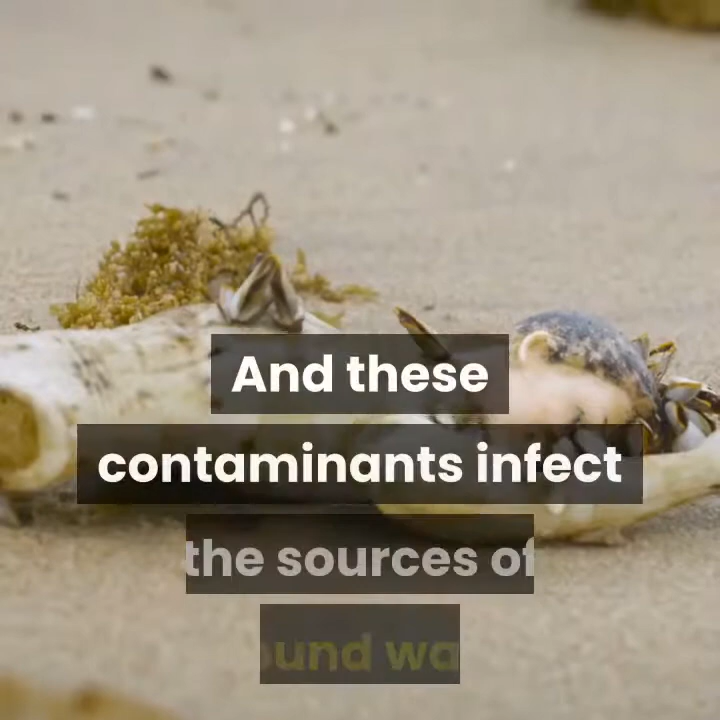 And these
contaminants infect
the sources of